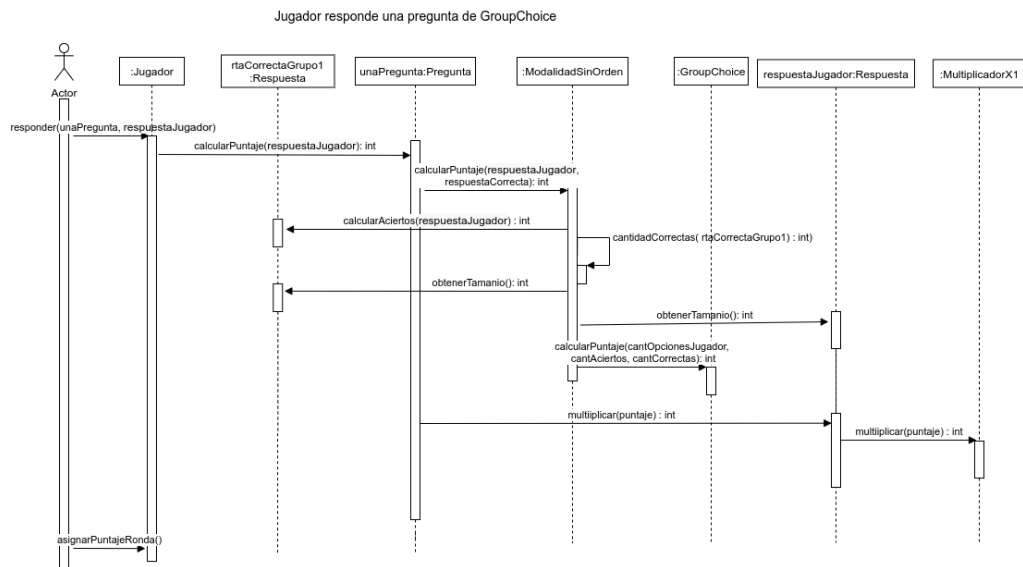 Jugador responde una pregunta de GroupChoice
Actor
:Jugador
rtaCorrectaGrupo1
:Respuesta
unaPregunta:Pregunta
:ModalidadSinOrden
:GroupChoice
respuestaJugador:Respuesta
:MultiplicadorX1
responder(unaPregunta, respuestaJugador)
calcularPuntaje(respuestaJugador): int
calcularPuntaje(respuestaJugador,
respuestaCorrecta): int
calcularAciertos(respuestaJugador) : int
cantidadCorrectas( rtaCorrectaGrupo1) : int)
obtenerTamanio(): int
obtenerTamanio(): int
calcularPuntaje(cantOpcionesJugador,
cantAciertos, cantCorrectas): int
multiiplicar(puntaje) : int
multiiplicar(puntaje) : int
asignarPuntajeRonda()